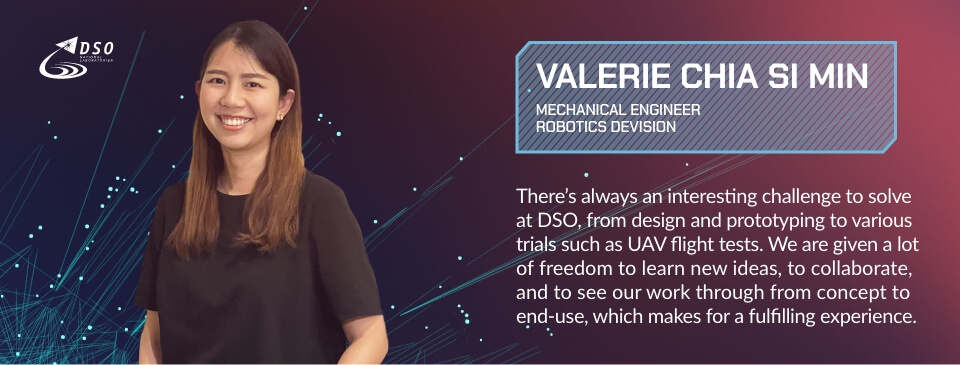 DSO
NATIONAL
LABORATORIES
VALERIE CHIA SI MIN
MECHANICAL ENGINEER
ROBOTICS DEVISION
There's always an interesting challenge to solve
at DSO, from design and prototyping to various
trials such as UAV flight tests. We are given a lot
of freedom to learn new ideas, to collaborate,
and to see our work through from concept to
end-use, which makes for a fulfilling experience.